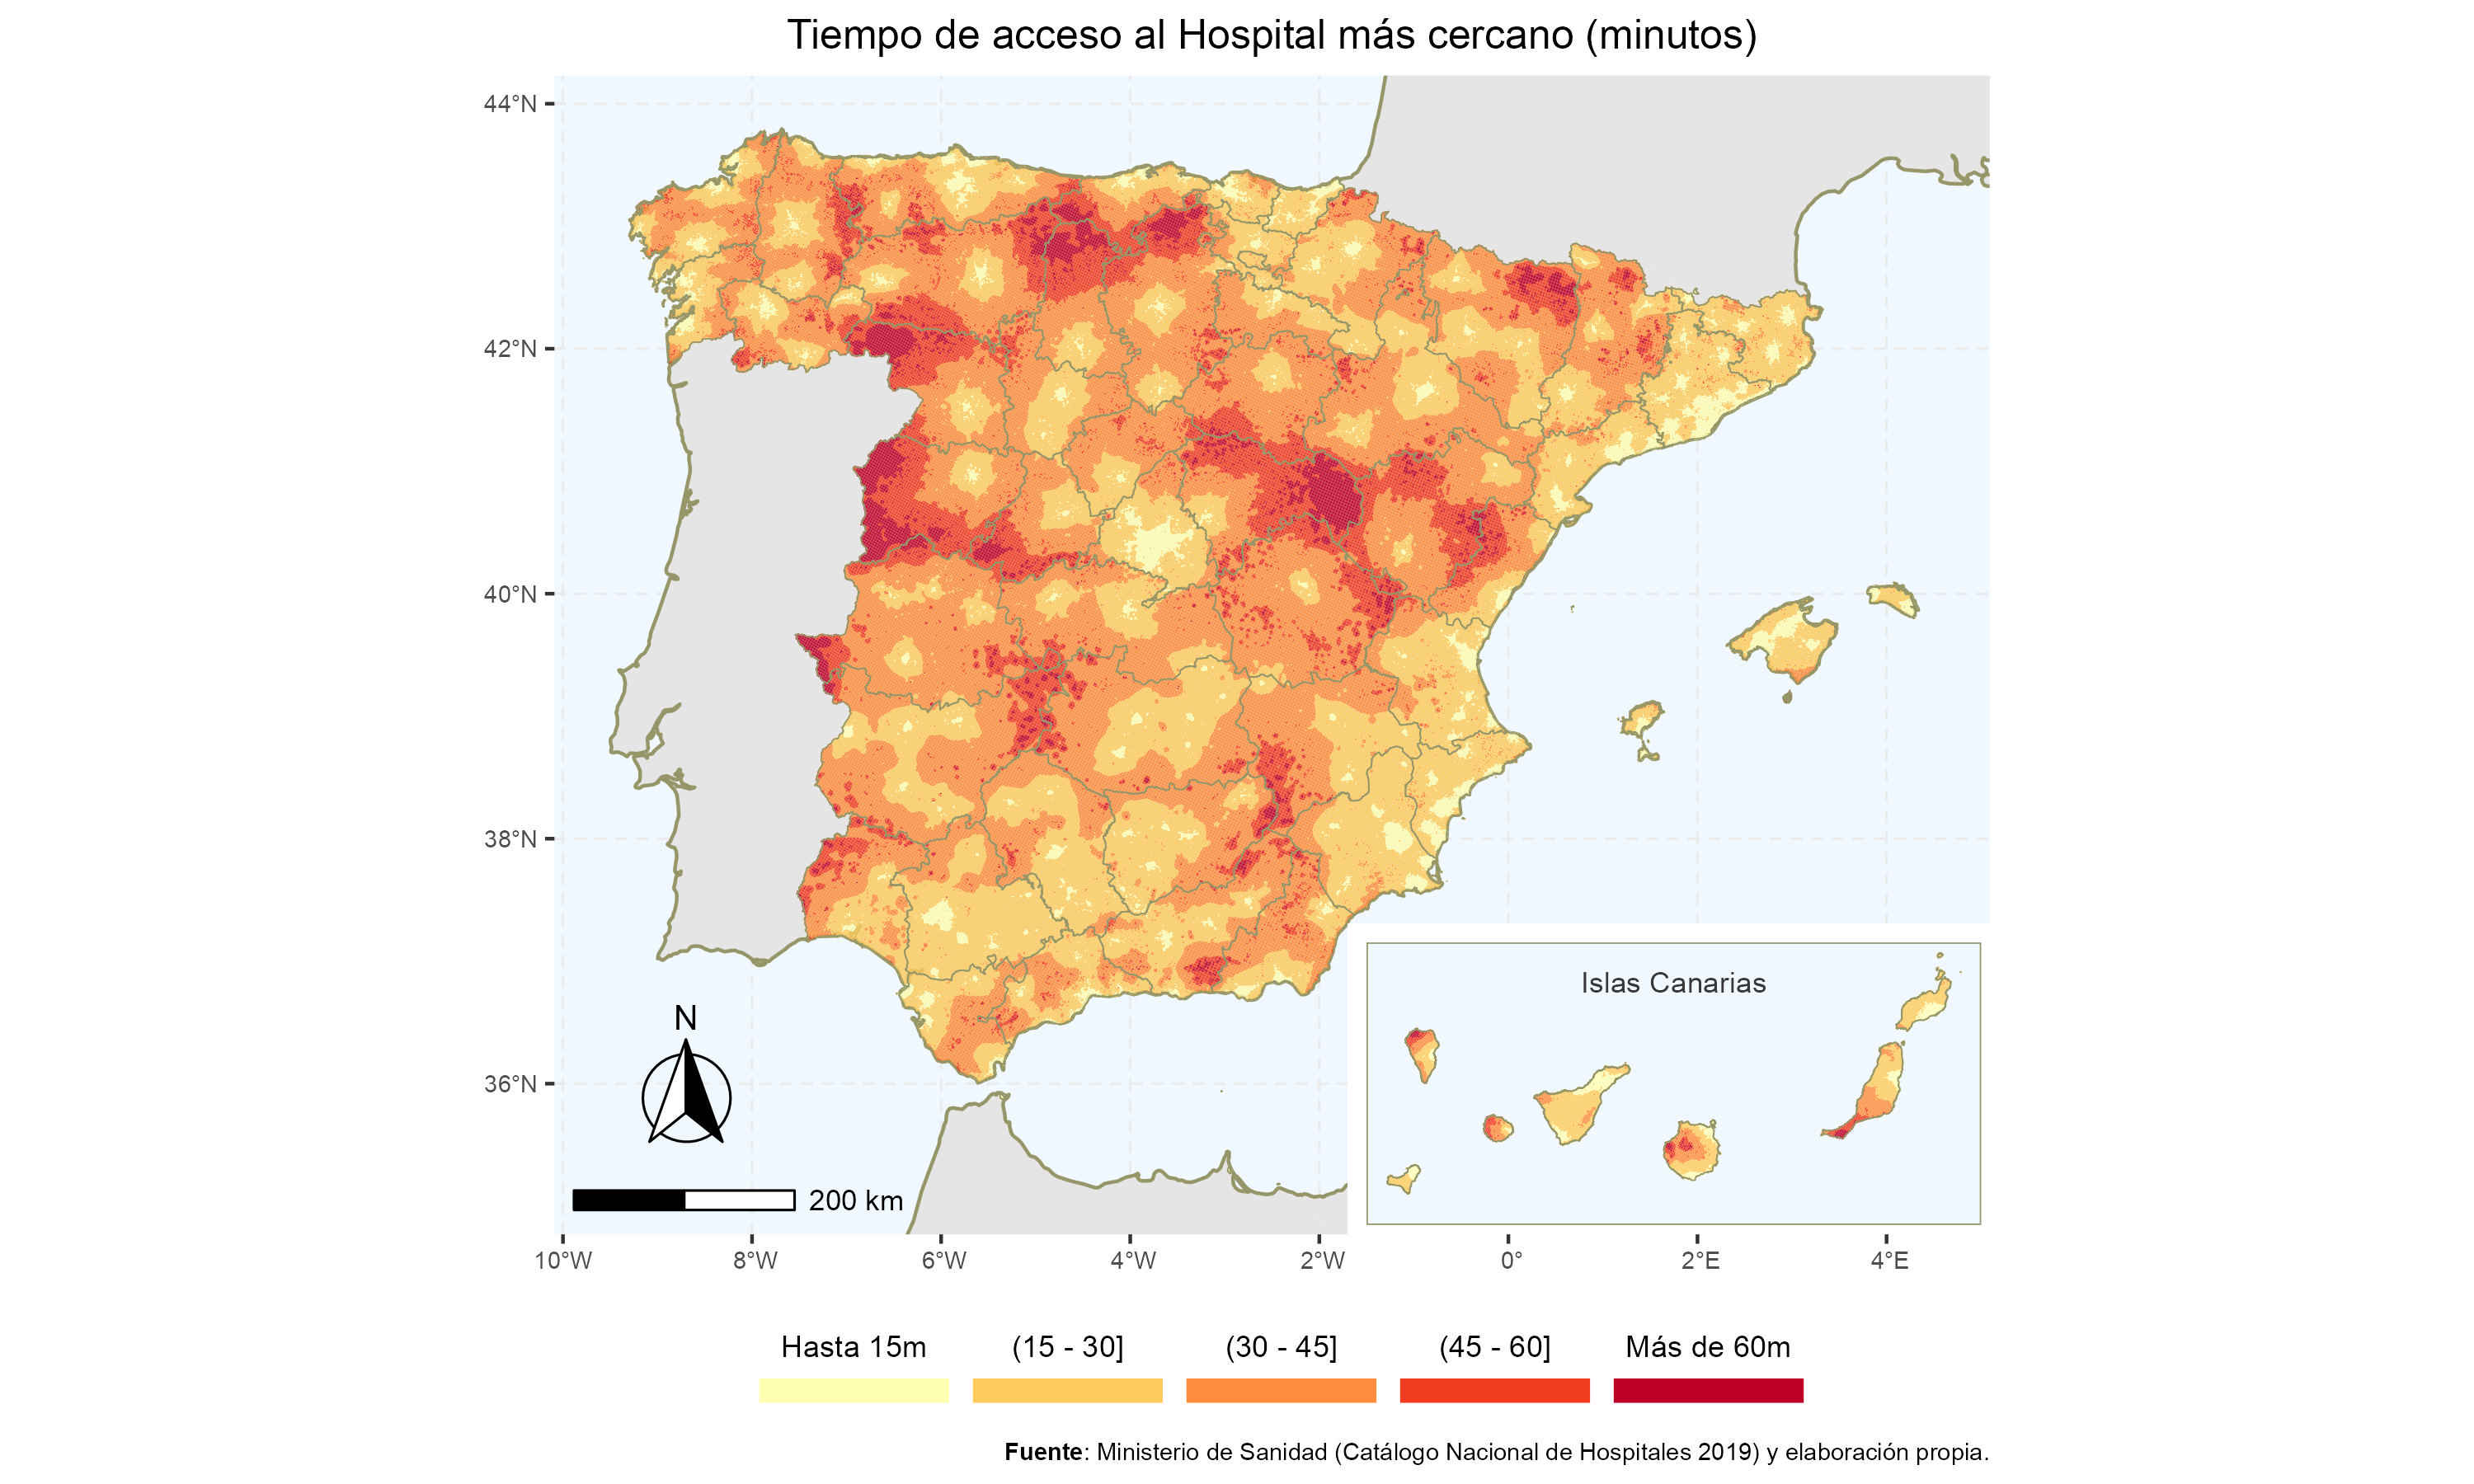 Tiempo de acceso al Hospital más cercano (minutos)
44°N
42°N
40°N
38°N
36°N
Islas Canarias
N
200 km
10°W 8°W 6°W 4°W 2°W 0° 2°E 4°E
Hasta 15m (15 - 30] (30 - 45] (45 - 60] Más de 60m
Fuente: Ministerio de Sanidad (Catálogo Nacional de Hospitales 2019) y elaboración propia.